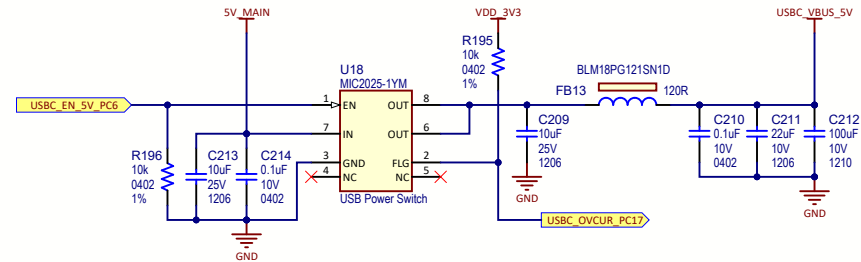 5V_MAIN
VDD_3V3
USBC_VBUS_5V
R195
10k
0402
1%
U18
MIC2025-1YM
BLM18PG121SN1D
FB13
120R
USBC_EN_5V_PC6
1
EN
OUT
8
7
IN
OUT
6
3
GND
FLG
2
4
NC
NC
5
USB Power Switch
R196
10k
0402
1%
C213
10uF
25V
1206
C214
0.1uF
10V
0402
C209
10uF
25V
1206
C210
0.1uF
10V
0402
C211
22uF
10V
1206
C212
100uF
10V
1210
GND
GND
GND
USBC_OVCUR_PC17